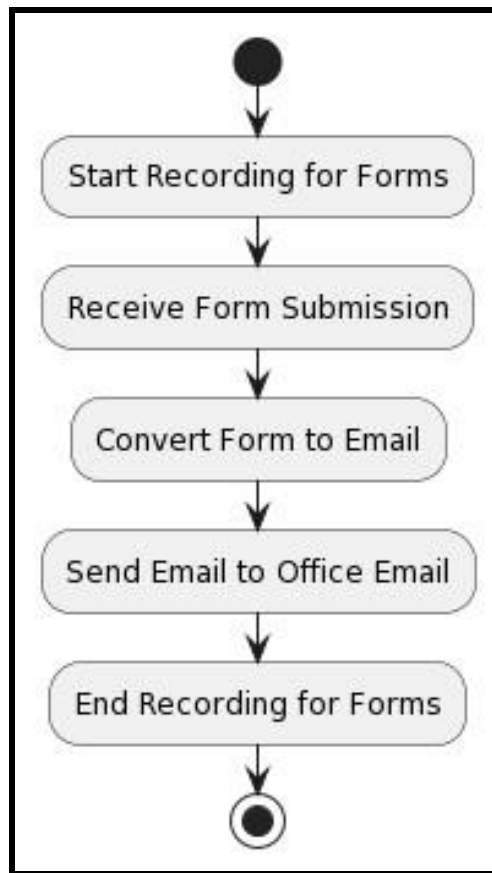 Start Recording for Forms
Receive Form Submission
Convert Form to Email
Send Email to Office Email
End Recording for Forms